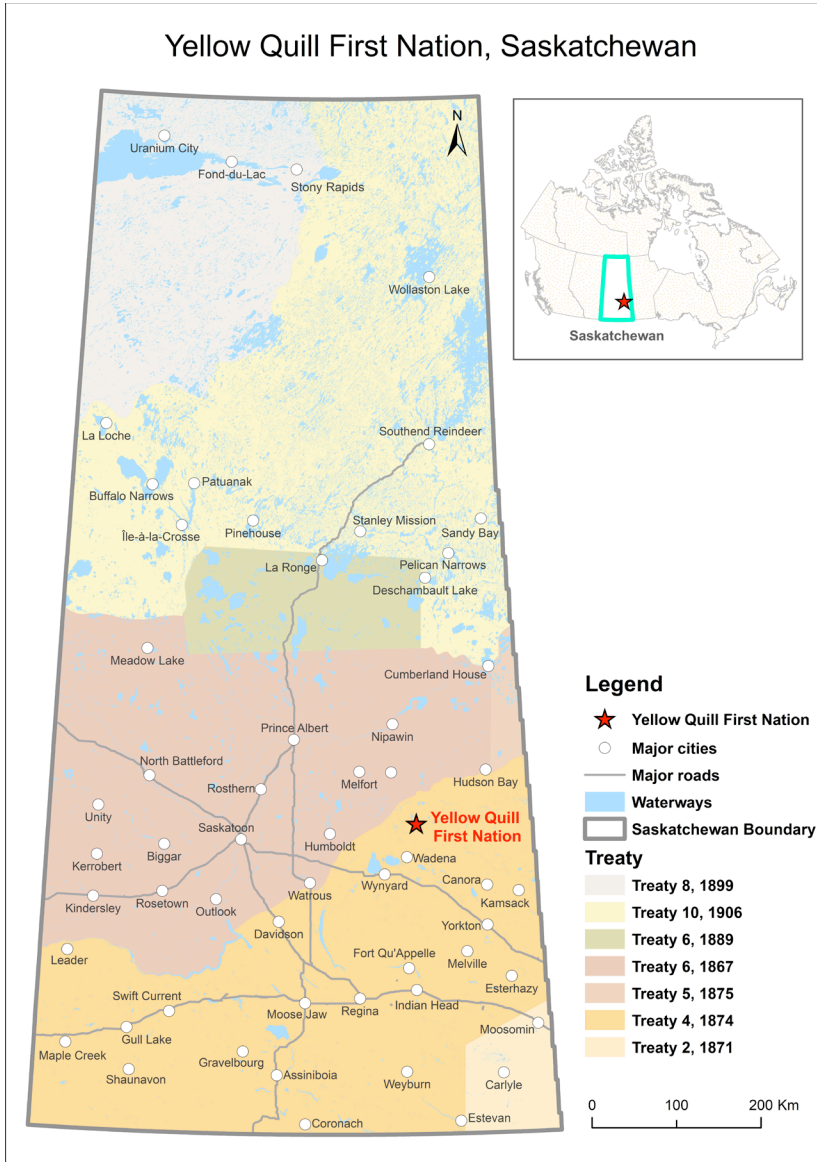 Yellow Quill First Nation, Saskatchewan
N
Uranium City
Fond-du-Lac
Stony Rapids
Wollaston Lake
Saskatchewan
Southend Reindeer
La Loche
Patuanak
Buffalo Narrows
Île-à-la-Crosse
Pinehouse
Stanley Mission
Sandy Bay
La Ronge
Pelican Narrows
Deschambault Lake
Meadow Lake
Cumberland House
Prince Albert
Nipawin
North Battleford
Melfort
Hudson Bay
Rosthern
Unity
Yellow Quill
First Nation
Saskatoon
Humboldt
Biggar
Kerrobert
Wadena
Wynyard
Canora
Kamsack
Kindersley
Rosetown
Outlook
Watrous
Davidson
Yorkton
Leader
Fort Qu'Appelle
Melville
Esterhazy
Swift Current
Moose Jaw
Regina
Indian Head
Moosomin
Gull Lake
Maple Creek
Gravelbourg
Shaunavon
Assiniboia
Weyburn
Carlyle
Coronach
Estevan
Legend
Yellow Quill First Nation
Major cities
Major roads
Waterways
Saskatchewan Boundary
Treaty
Treaty 8, 1899
Treaty 10, 1906
Treaty 6, 1889
Treaty 6, 1867
Treaty 5, 1875
Treaty 4, 1874
Treaty 2, 1871
0 100 200 Km